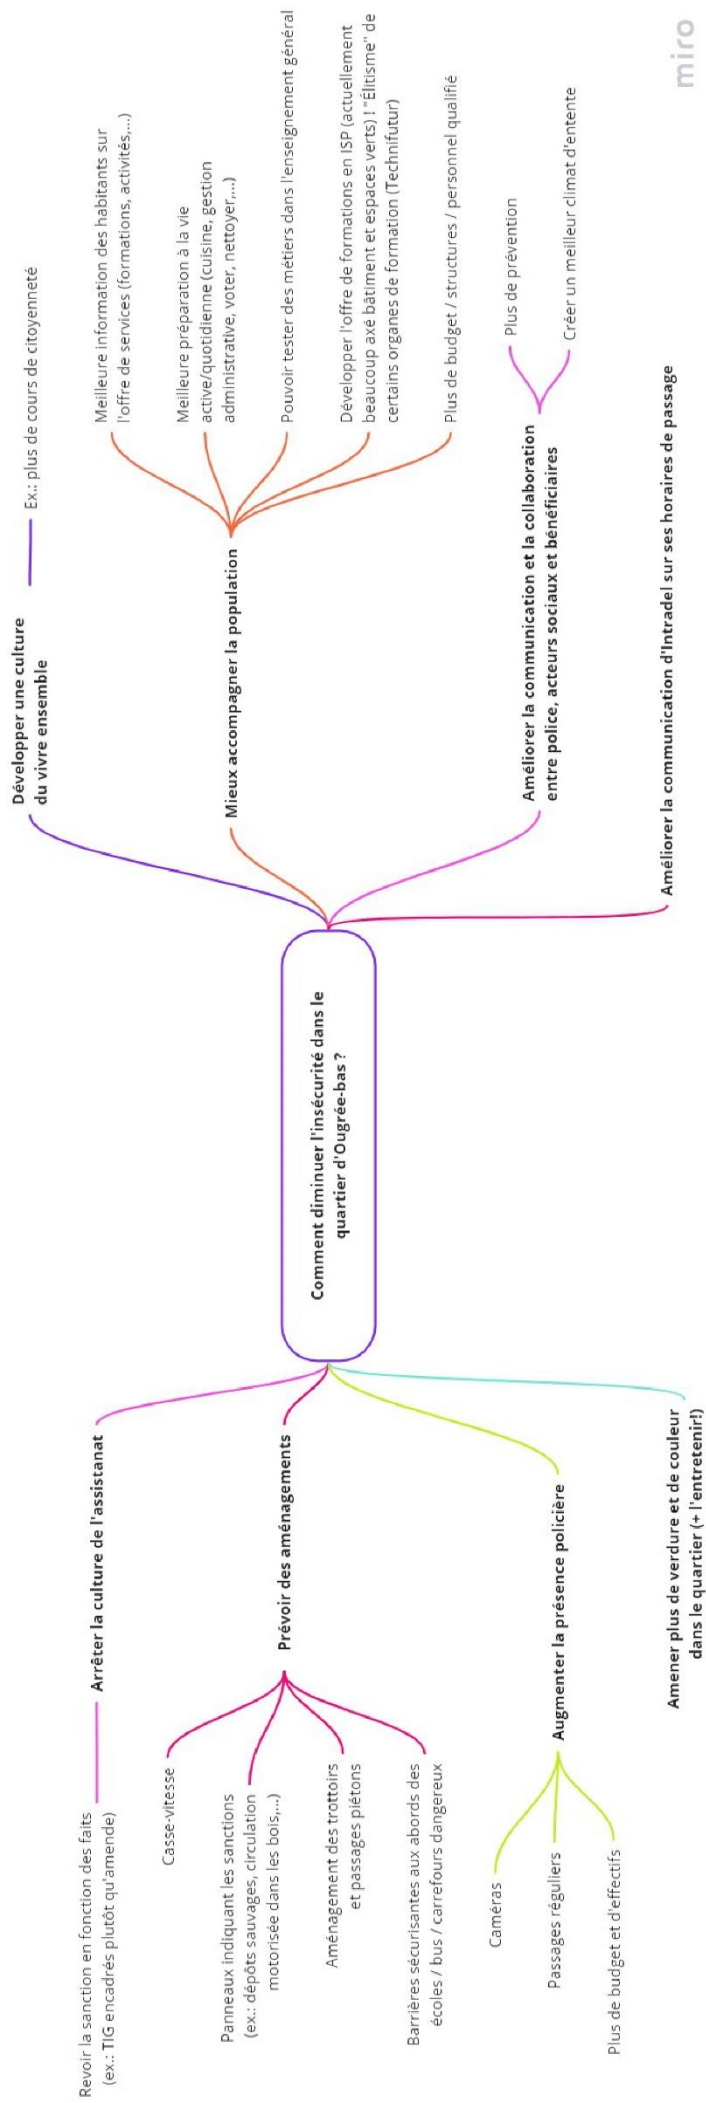 Comment diminuer l'insécurité dans le
quartier d'Ougrée-bas ?
Développer une culture
du vivre ensemble
Ex.: plus de cours de citoyenneté
Mieux accompagner la population
Meilleure information des habitants sur
l'offre de services (formations, activités,...)
Meilleure préparation à la vie
active/quotidienne (cuisine, gestion
administrative, voter, nettoyer,...)
Pouvoir tester des métiers dans l'enseignement général
Développer l'offre de formations en ISP (actuellement
beaucoup axé bâtiment et espaces verts) ! "Élitisme" de
certains organes de formation (Technifutur)
Plus de budget / structures / personnel qualifié
Améliorer la communication et la collaboration
entre police, acteurs sociaux et bénéficiaires
Plus de prévention
Créer un meilleur climat d'entente
Améliorer la communication d'Intradel sur ses horaires de passage
Arrêter la culture de l'assistanat
Revoir la sanction en fonction des faits
(ex.: TIG encadrés plutôt qu'amende)
Prévoir des aménagements
Casse-vitesse
Panneaux indiquant les sanctions
(ex.: dépôts sauvages, circulation
motorisée dans les bois,...)
Aménagement des trottoirs
et passages piétons
Barrières sécurisantes aux abords des
écoles / bus / carrefours dangereux
Augmenter la présence policière
Caméras
Passages réguliers
Plus de budget et d'effectifs
Amener plus de verdure et de couleur
dans le quartier (+ l'entretenir!)
miro